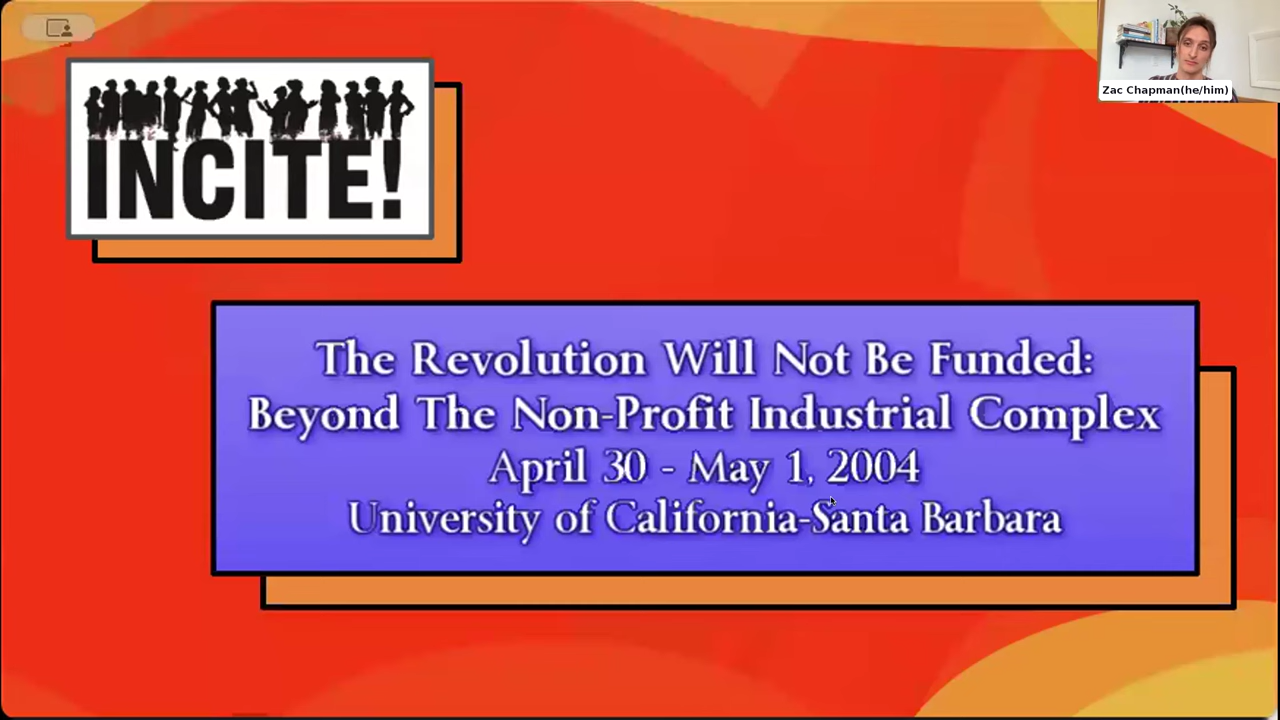 Zac Chapman(he/him)
INCITE!
The Revolution Will Not Be Funded:
Beyond The Non-Profit Industrial Complex
April 30 - May 1, 2004
University of California-Santa Barbara